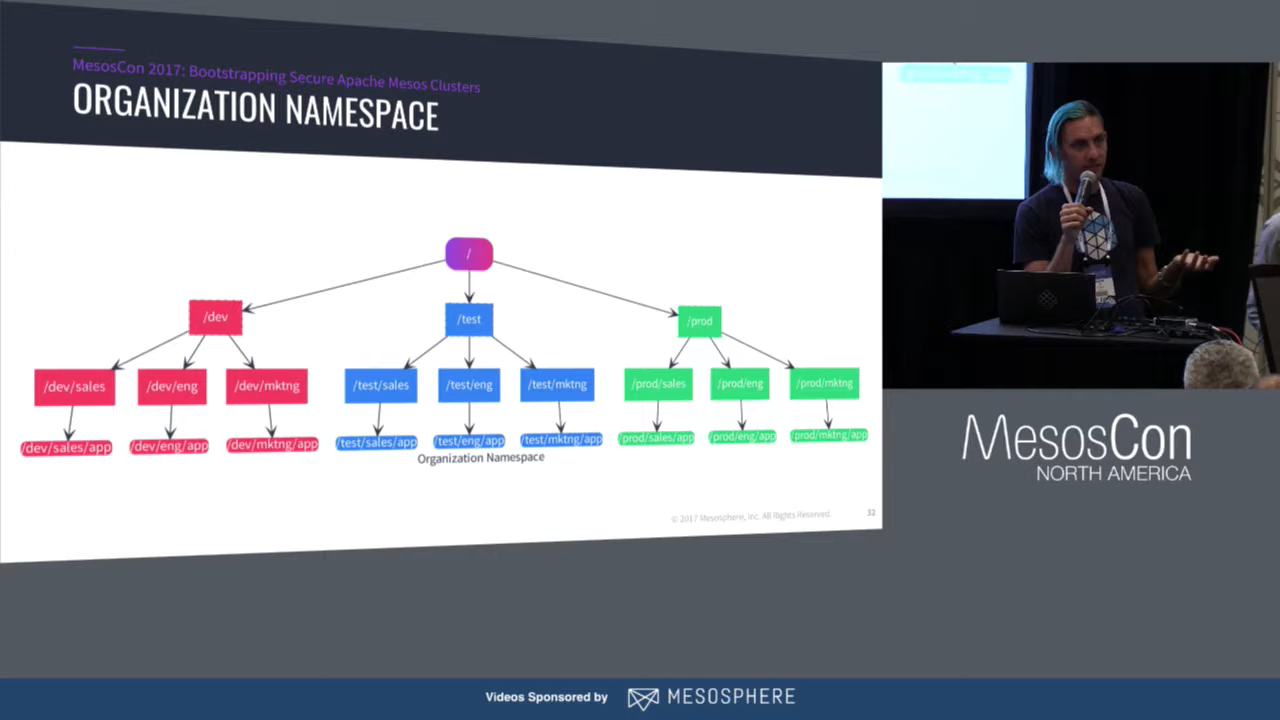 MesosCon 2017: Bootstrapping Secure Apache Mesos Clusters
ORGANIZATION NAMESPACE
/
/dev
/test
/prod
/dev/sales
/dev/eng
/dev/mktng
/test/sales
/test/eng
/test/mktng
/prod/sales
/prod/eng
/prod/mktng
/dev/sales/app
/dev/eng/app
/dev/mktng/app
/test/sales/app
/test/eng/app
/test/mktng/app
/prod/sales/app
/prod/eng/app
/prod/mktng/app
Organization Namespace
© 2017 Mesosphere, Inc. All Rights Reserved.
32
MesosCon
NORTH AMERICA
Videos Sponsored by
MESOSPHERE